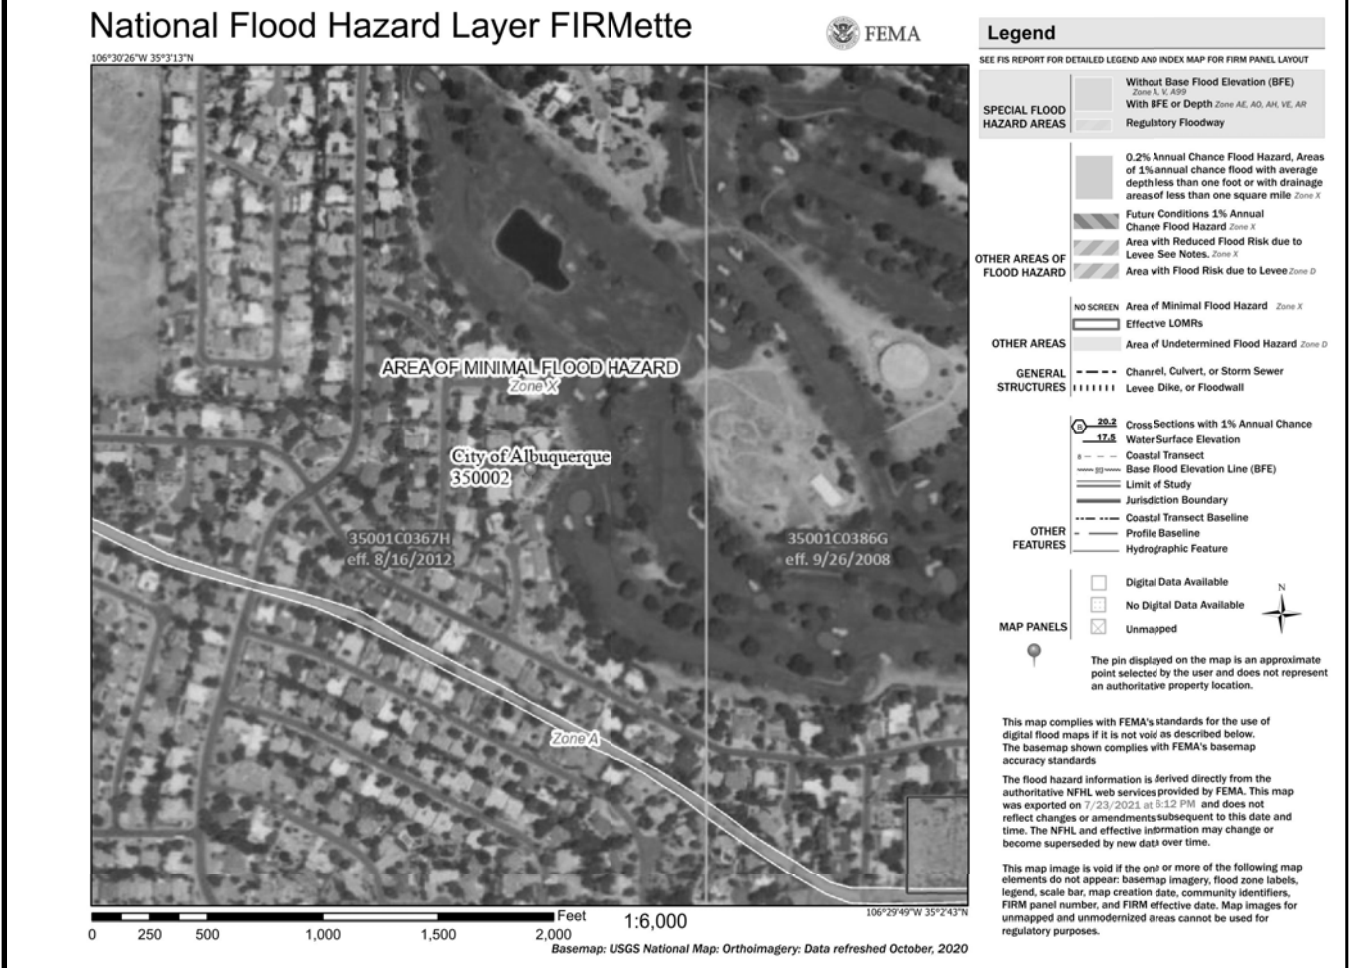 National Flood Hazard Layer FIRMette
FEMA
106°30'26"W 35°3'13"N
AREA OF MINIMAL FLOOD HAZARD
Zone X
City of Albuquerque
350002
35001C0367H
eff. 8/16/2012
35001C0386G
eff. 9/26/2008
Zone A
0 250 500 1,000 1,500 2,000
Feet
1:6,000
106°29'49"W 35°2'43"N
Basemap: USGS National Map: Orthoimagery: Data refreshed October, 2020
Legend
SEE FIS REPORT FOR DETAILED LEGEND AND INDEX MAP FOR FIRM PANEL LAYOUT
SPECIAL FLOOD
HAZARD AREAS
Without Base Flood Elevation (BFE)
Zone A, V, A99
With BFE or Depth Zone AE, AO, AH, VE, AR
Regulatory Floodway
OTHER AREAS OF
FLOOD HAZARD
0.2% Annual Chance Flood Hazard, Areas
of 1% annual chance flood with average
depth less than one foot or with drainage
areas of less than one square mile Zone X
Future Conditions 1% Annual
Chance Flood Hazard Zone X
Area with Reduced Flood Risk due to
Levee See Notes. Zone X
Area with Flood Risk due to Levee Zone D
OTHER AREAS
NO SCREEN Area of Minimal Flood Hazard Zone X
Effective LOMRs
Area of Undetermined Flood Hazard Zone D
GENERAL
STRUCTURES
Channel, Culvert, or Storm Sewer
Levee Dike, or Floodwall
OTHER
FEATURES
B 20.2 Cross Sections with 1% Annual Chance
17.5 Water Surface Elevation
8 Coastal Transect
Base Flood Elevation Line (BFE)
Limit of Study
Jurisdiction Boundary
Coastal Transect Baseline
Profile Baseline
Hydrographic Feature
MAP PANELS
Digital Data Available
No Digital Data Available
Unmapped
N
The pin displayed on the map is an approximate
point selected by the user and does not represent
an authoritative property location.
This map complies with FEMA's standards for the use of
digital flood maps if it is not void as described below.
The basemap shown complies with FEMA's basemap
accuracy standards
The flood hazard information is derived directly from the
authoritative NFHL web services provided by FEMA. This map
was exported on 7/23/2021 at 6:12 PM and does not
reflect changes or amendments subsequent to this date and
time. The NFHL and effective information may change or
become superseded by new data over time.
This map image is void if the one or more of the following map
elements do not appear: basemap imagery, flood zone labels,
legend, scale bar, map creation date, community identifiers,
FIRM panel number, and FIRM effective date. Map images for
unmapped and unmodernized areas cannot be used for
regulatory purposes.